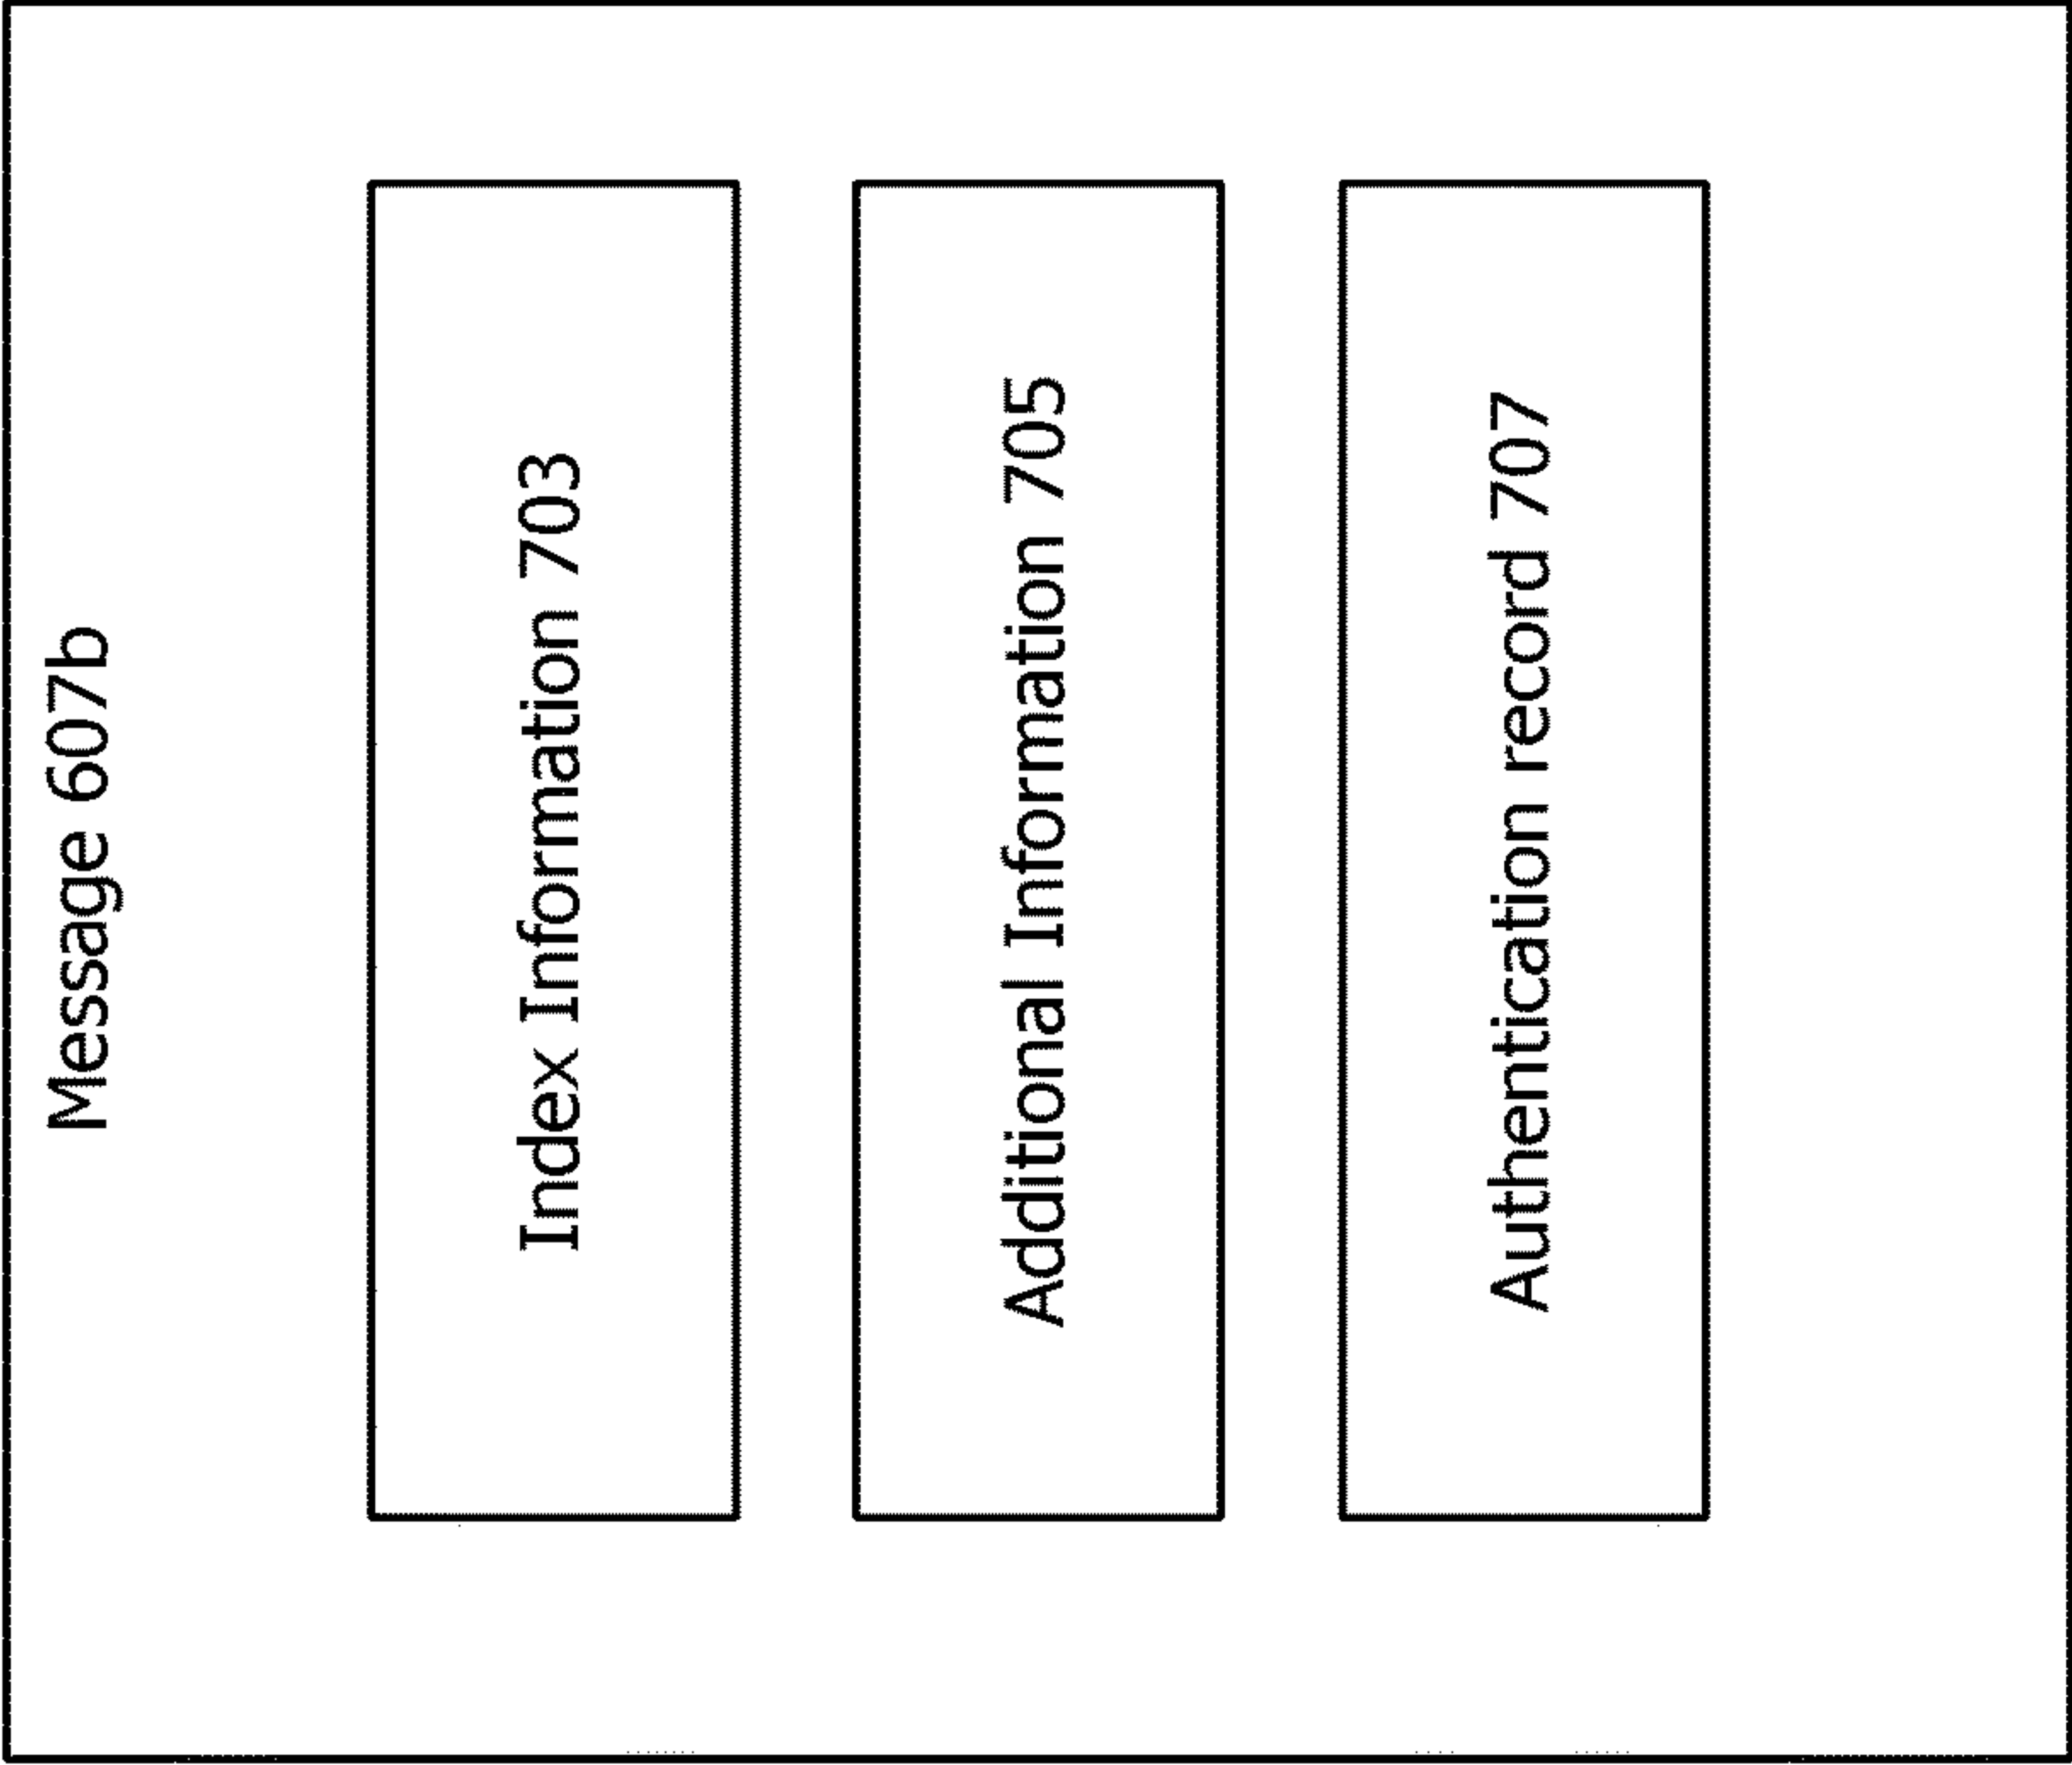 Message 607b
Index Information 703
Additional Information 705
Authentication record 707